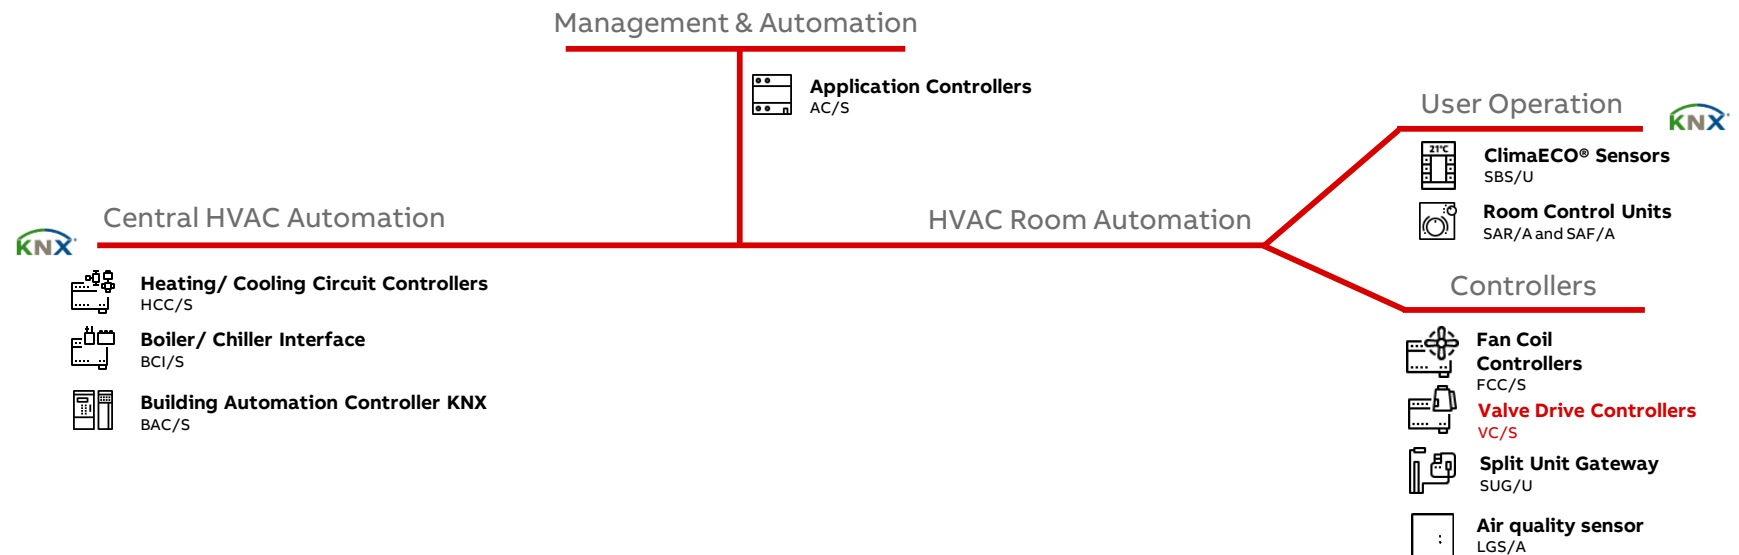 Management & Automation
Application Controllers
AC/S
User Operation
KNX
21°C
ClimaECO® Sensors
SBS/U
Room Control Units
SAR/A and SAF/A
Central HVAC Automation
KNX
HVAC Room Automation
Heating/ Cooling Circuit Controllers
HCC/S
Boiler/ Chiller Interface
BCI/S
Building Automation Controller KNX
BAC/S
Controllers
Fan Coil
Controllers
FCC/S
Valve Drive Controllers
VC/S
Split Unit Gateway
SUG/U
Air quality sensor
LGS/A